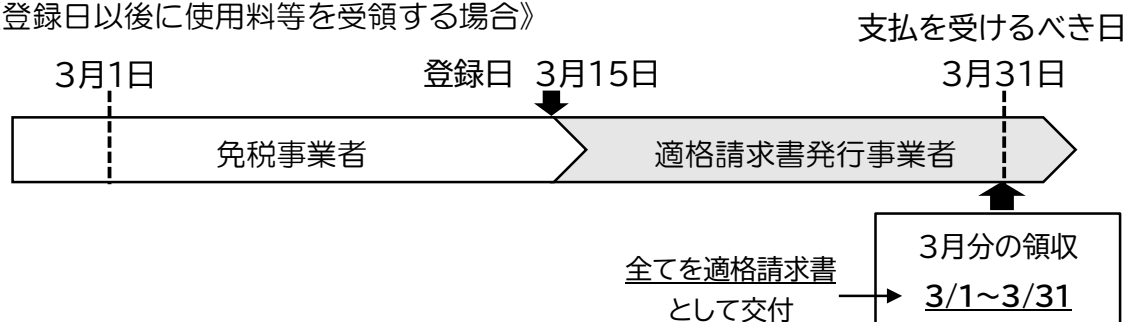 登録日以後に使用料等を受領する場合》
支払を受けるべき日
3月1日
登録日 3月15日
3月31日
免税事業者
適格請求書発行事業者
3月分の領収
3/1~3/31
全てを適格請求書
として交付